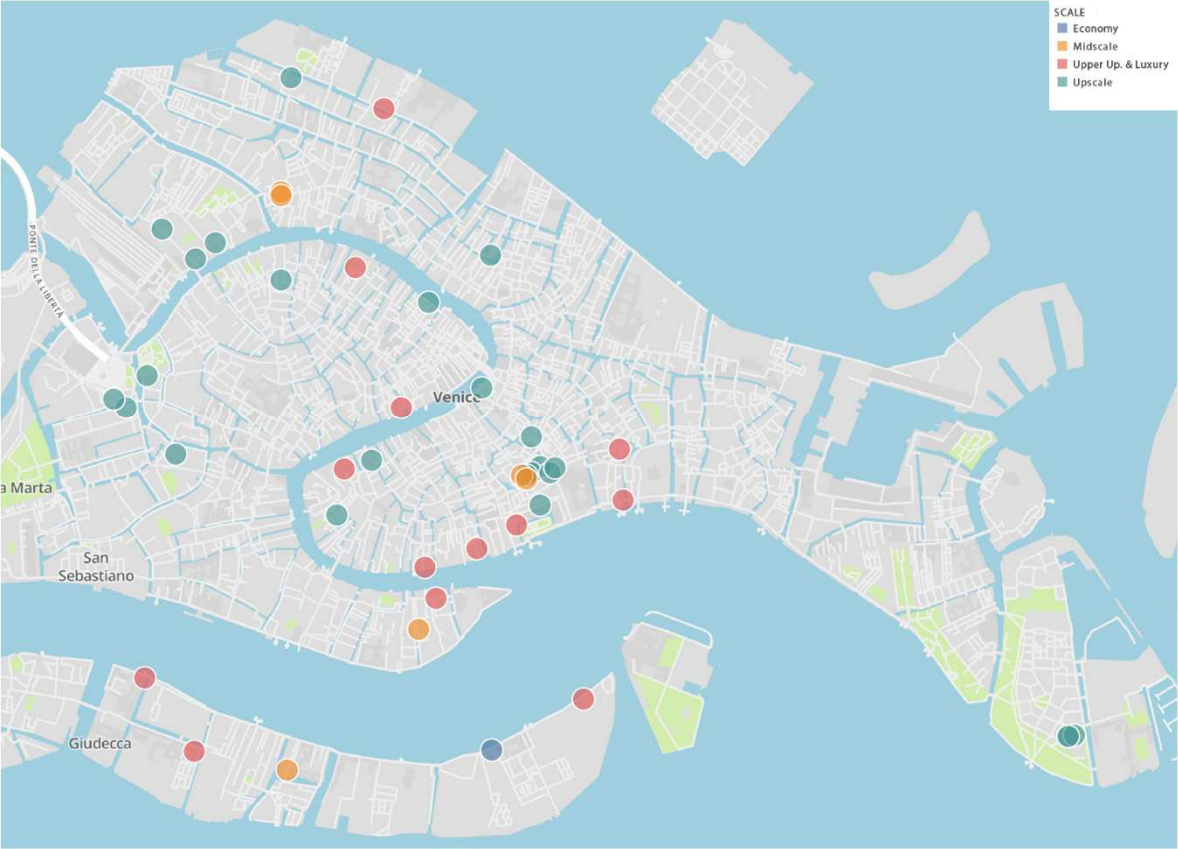 SCALE
Economy
Midscale
Upper Up. & Luxury
Upscale
PONTE DELLA LIBERTÀ
Venice
a Marta
San
Sebastiano
Giudecca